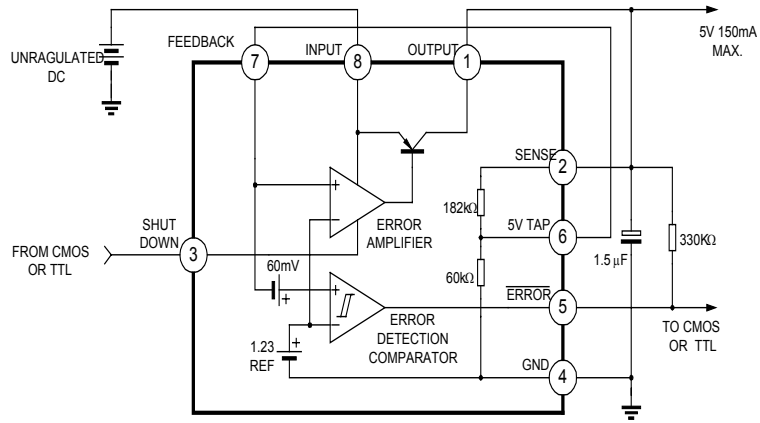 FEEDBACK
INPUT
OUTPUT
5V 150mA
MAX.
7
8
1
UNRAGULATED
DC
SENSE
2
+
182kΩ
SHUT
DOWN
_
ERROR
AMPLIFIER
5V TAP
6
330KΩ
FROM CMOS
OR TTL
3
60mV
1.5 µF
+
+
60kΩ
ERROR
5
_
ERROR
DETECTION
COMPARATOR
TO CMOS
OR TTL
1.23
REF
+
GND
4